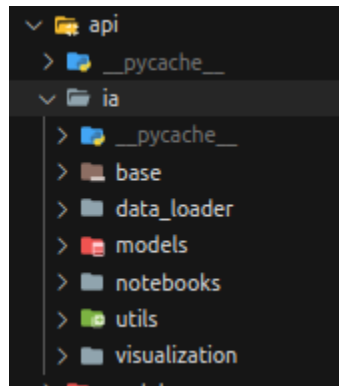 api
__pycache__
ia
__pycache__
base
data_loader
models
notebooks
utils
visualization